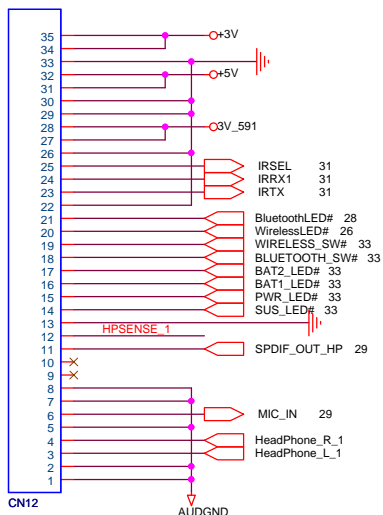 35 +3V
34
33
32 +5V
31
30
29
28 3V_591
27
26
25 IRSEL 31
24 IRRX1 31
23 IRTX 31
22
21 BluetoothLED# 28
20 WirelessLED# 26
19 WIRELESS_SW# 33
18 BLUETOOTH_SW# 33
17 BAT2_LED# 33
16 BAT1_LED# 33
15 PWR_LED# 33
14 SUS_LED# 33
13
12 HPSENSE_1
11 SPDIF_OUT_HP 29
10
9
8
7
6 MIC_IN 29
5
4 HeadPhone_R_1
3 HeadPhone_L_1
2
1
CN12
AUDGND